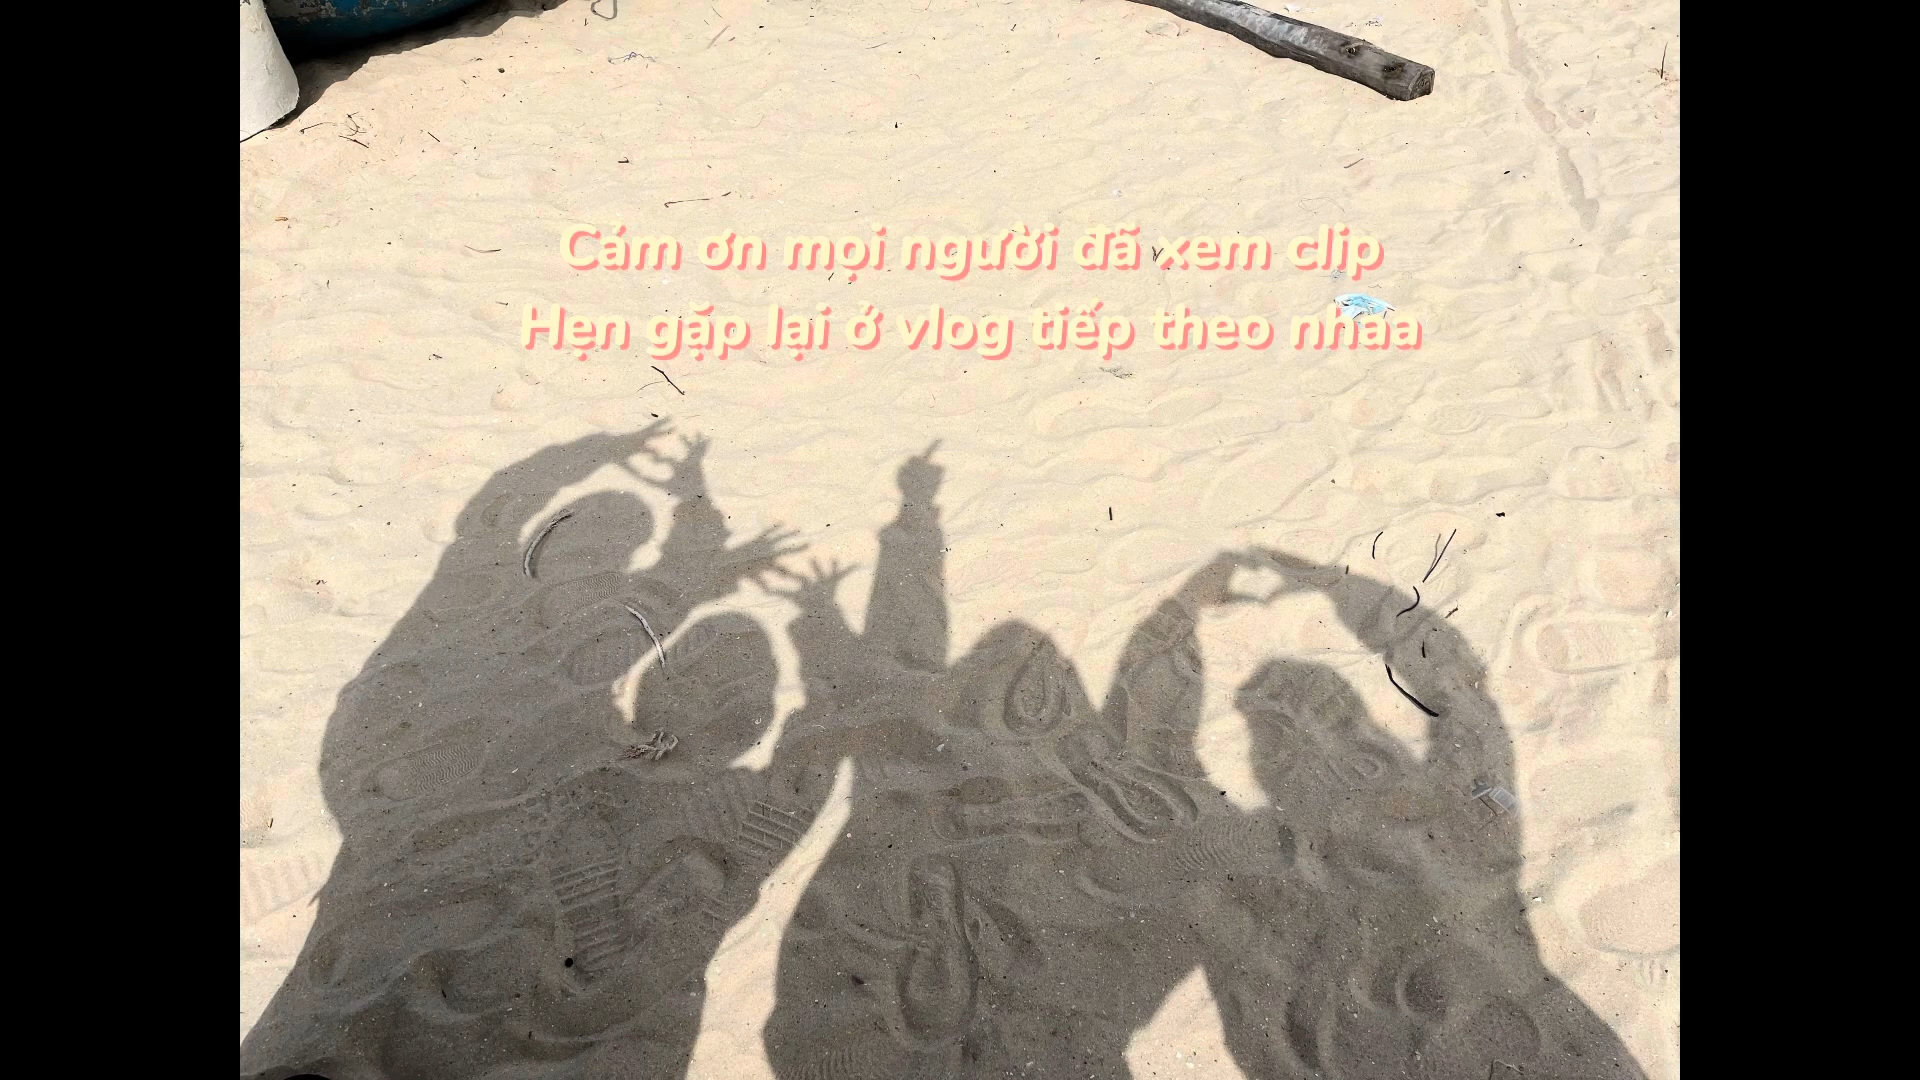 Cám ơn mọi người đã xem clip
Hẹn gặp lại ở vlog tiếp theo nhaa